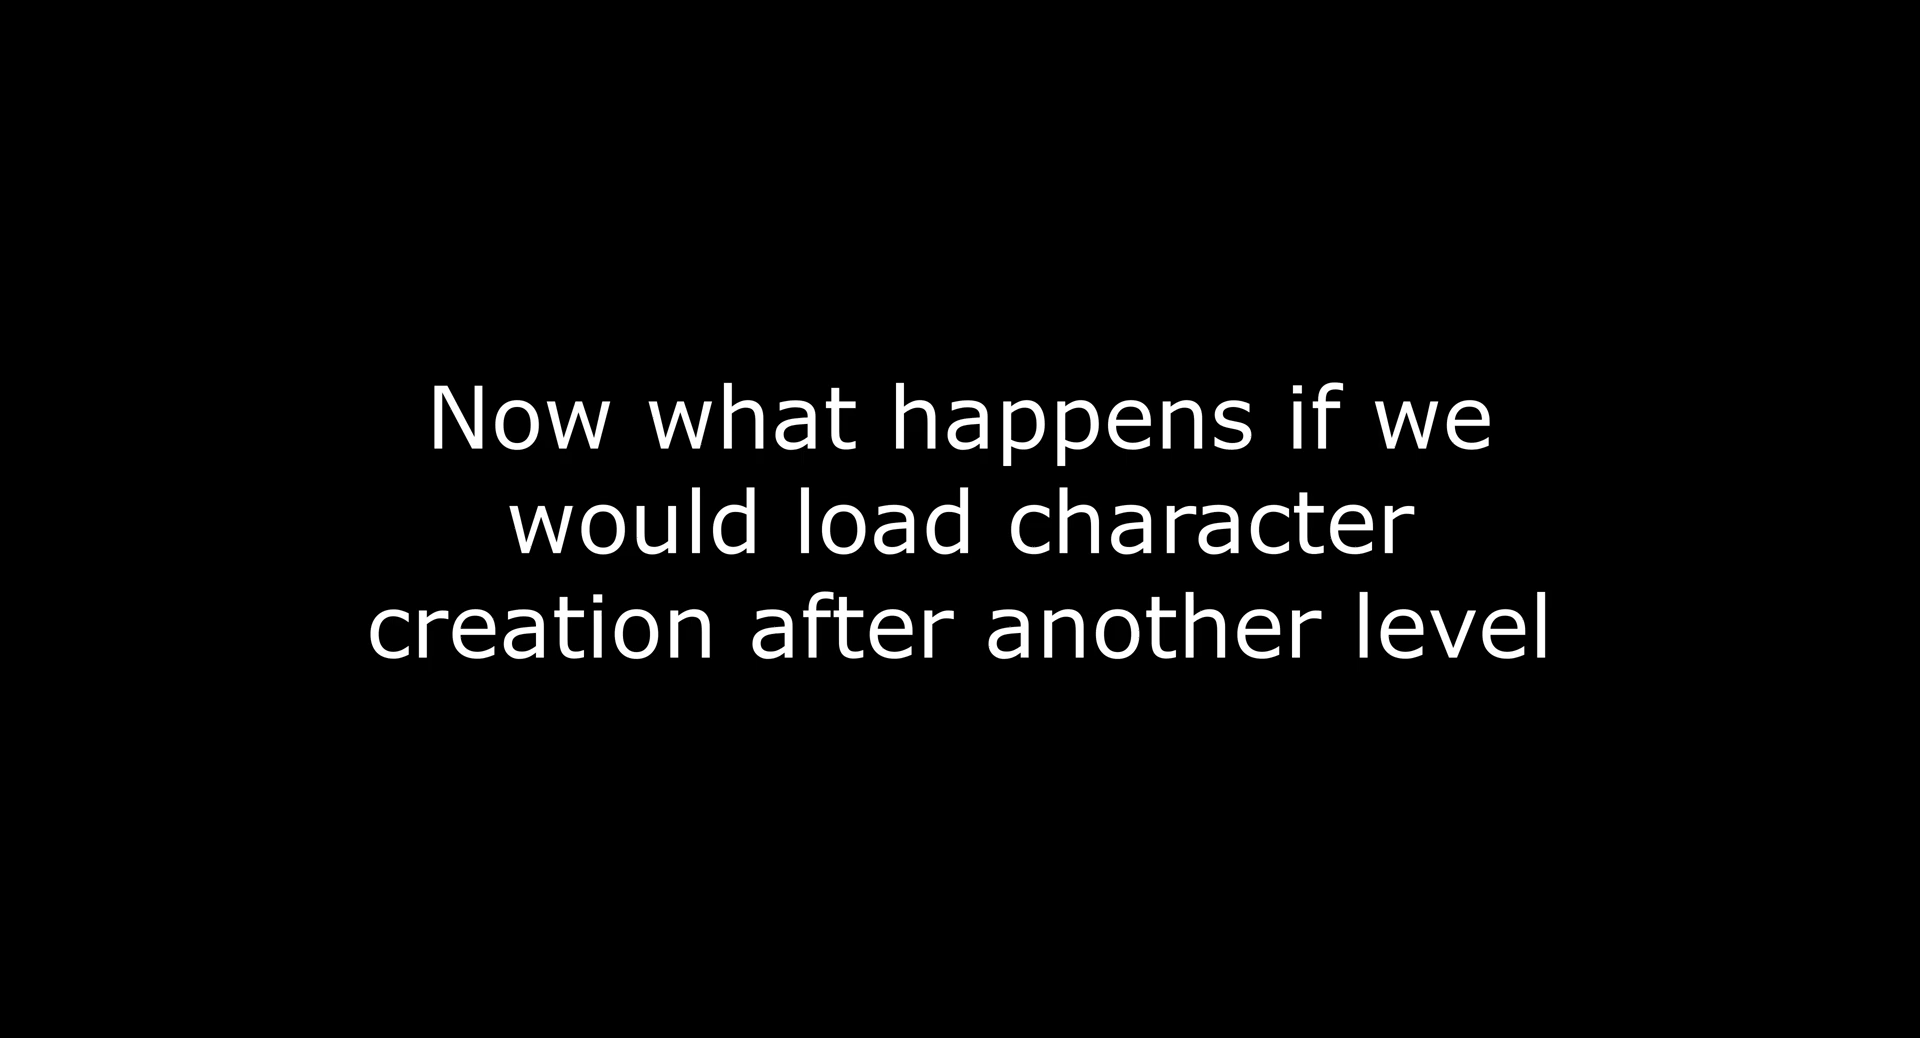 Now what happens if we
would load character
creation after another level